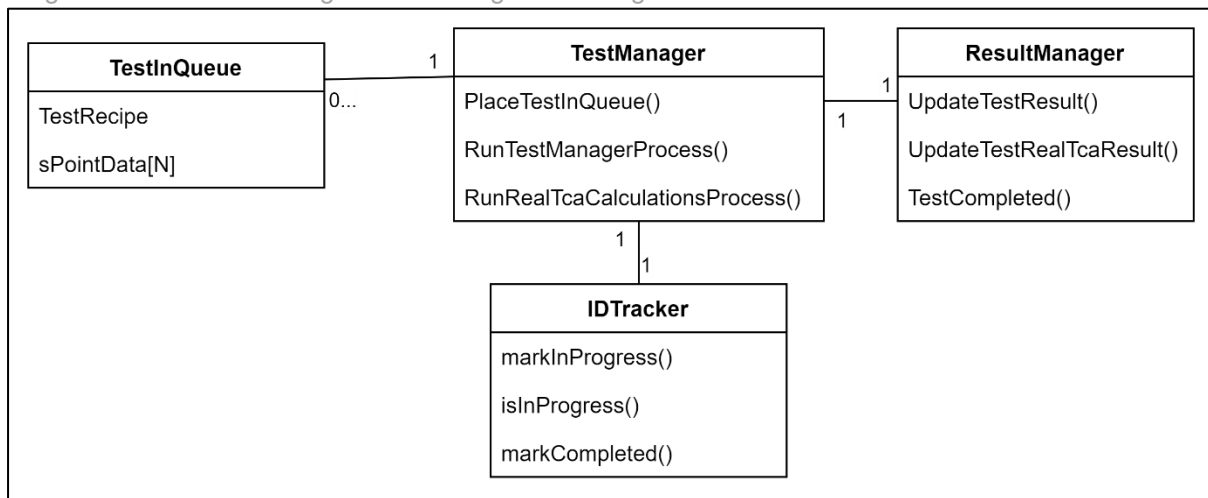 TestInQueue
TestRecipe
sPointData[N]
1
0...
TestManager
PlaceTestInQueue()
RunTestManagerProcess()
RunRealTcaCalculationsProcess()
1
1
ResultManager
UpdateTestResult()
UpdateTestRealTcaResult()
TestCompleted()
1
1
IDTracker
markInProgress()
isInProgress()
markCompleted()